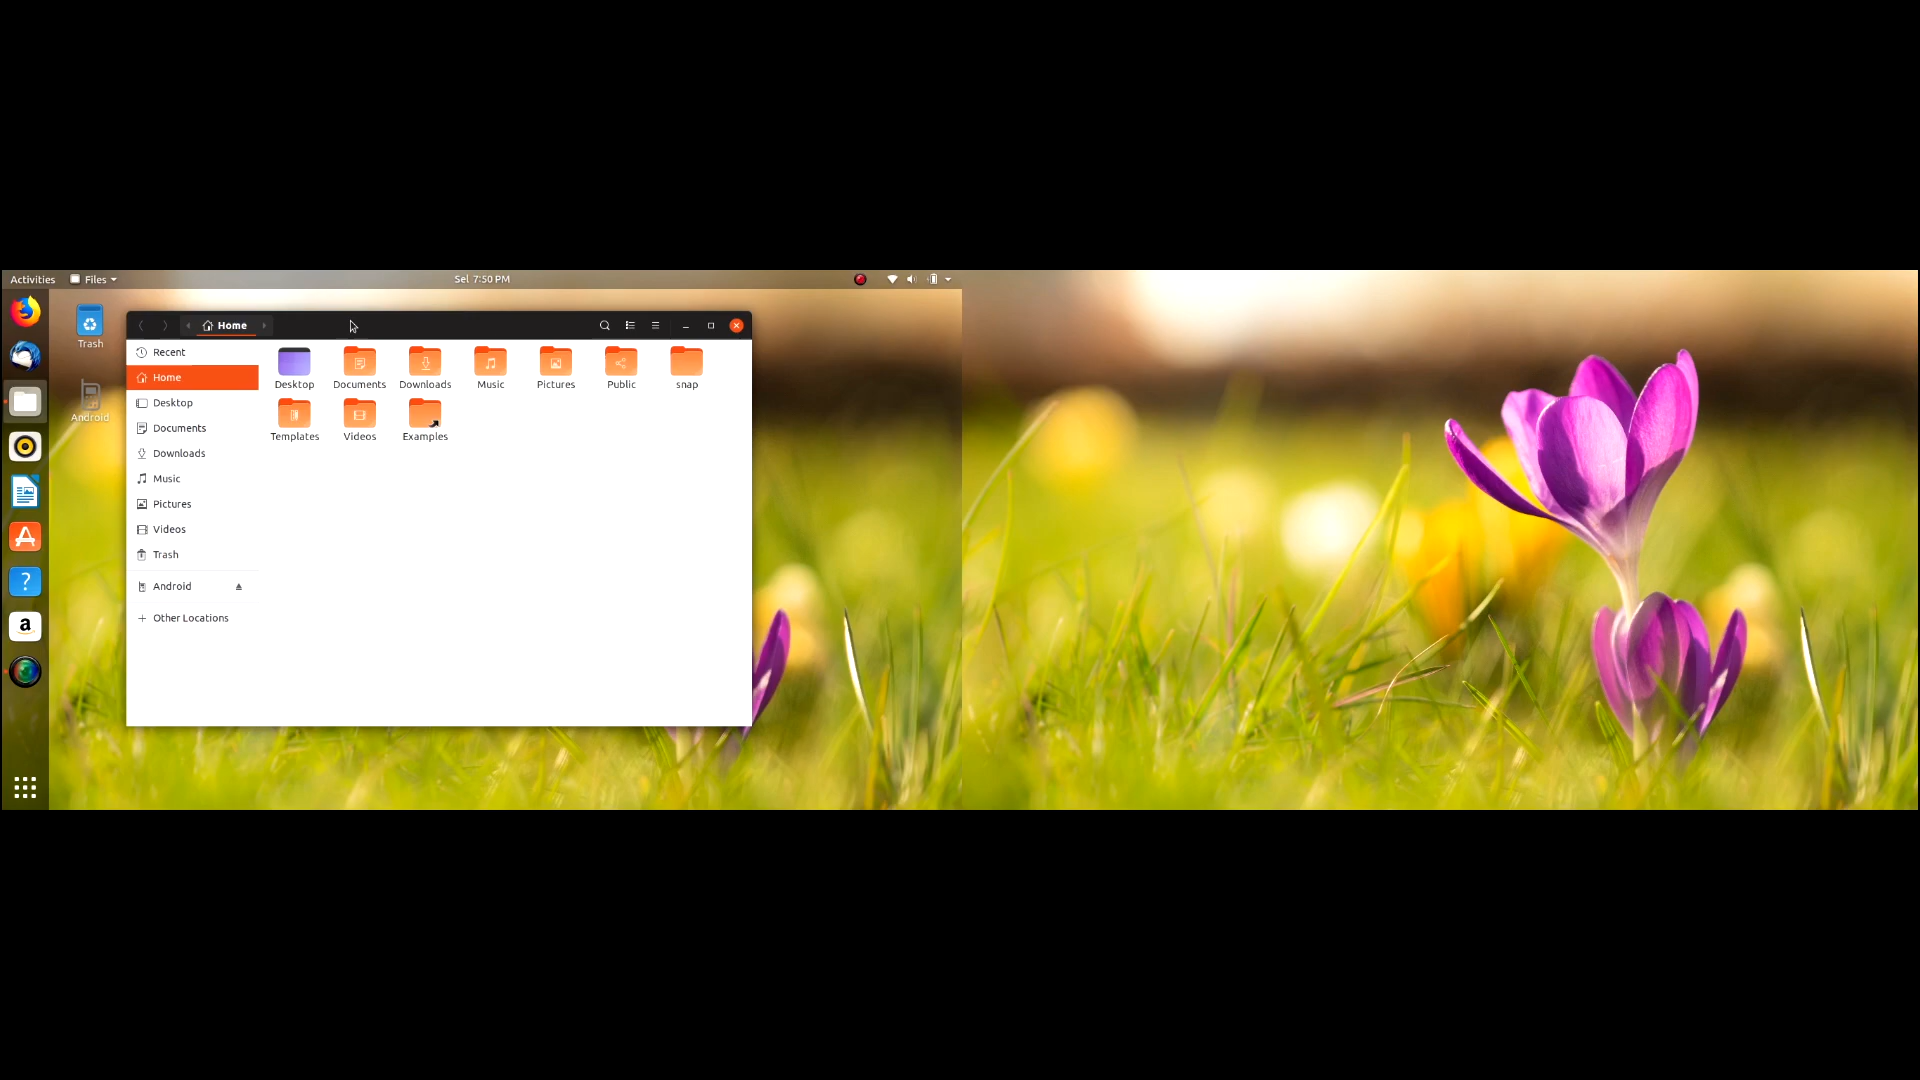 Activities Files Sel 7:50 PM
Trash
Android
Home
Recent
Home
Desktop
Documents
Downloads
Music
Pictures
Videos
Trash
Android
Other Locations
Desktop Documents Downloads Music Pictures Public snap
Templates Videos Examples